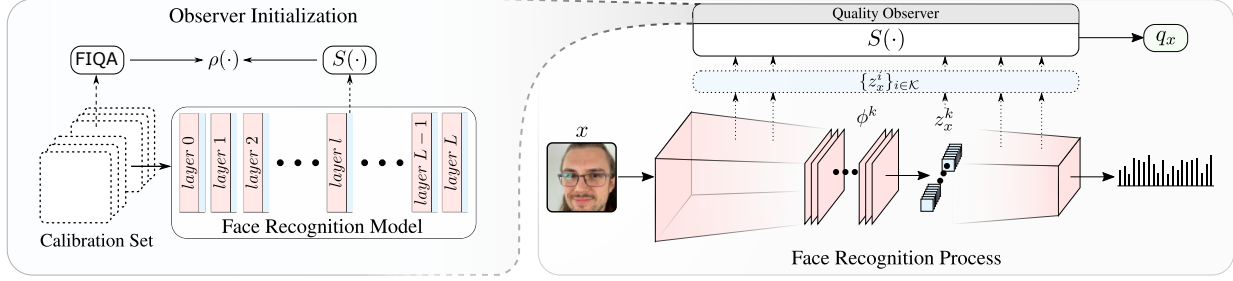 Observer Initialization
FIQA
ρ(·)
S(·)
layer 0
layer 1
layer 2
layer l
layer L − 1
layer L
Calibration Set
Face Recognition Model
Quality Observer
S(·)
q_x
{z_x^i}_{i∈𝒦}
x
ϕ^k
z_x^k
Face Recognition Process